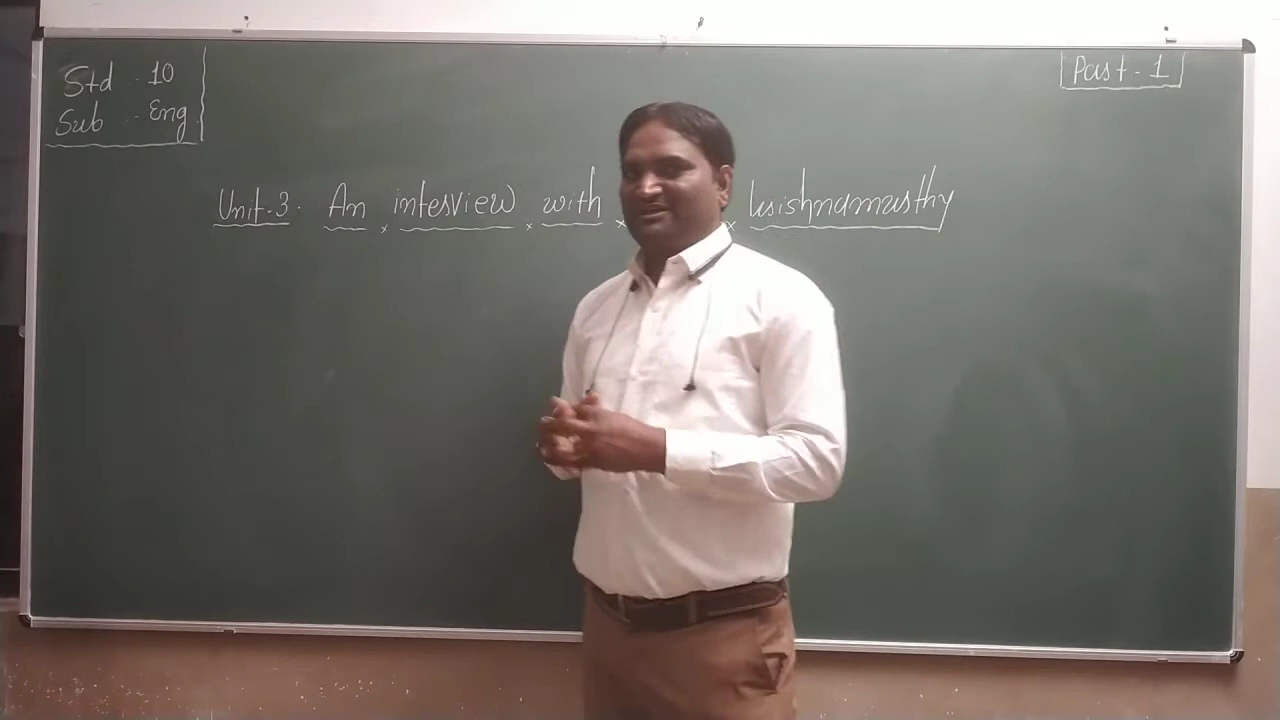 Std - 10
Sub - Eng
Part - 1
Unit-3. An interview with krishnamurthy